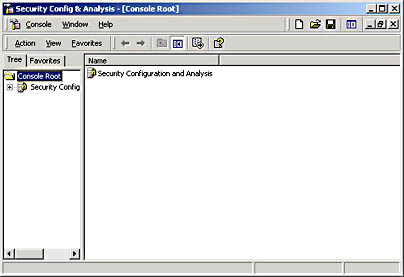 Security Config & Analysis - [Console Root]
Console Window Help
Action View Favorites
Tree Favorites
Name
Console Root
Security Config
Security Configuration and Analysis